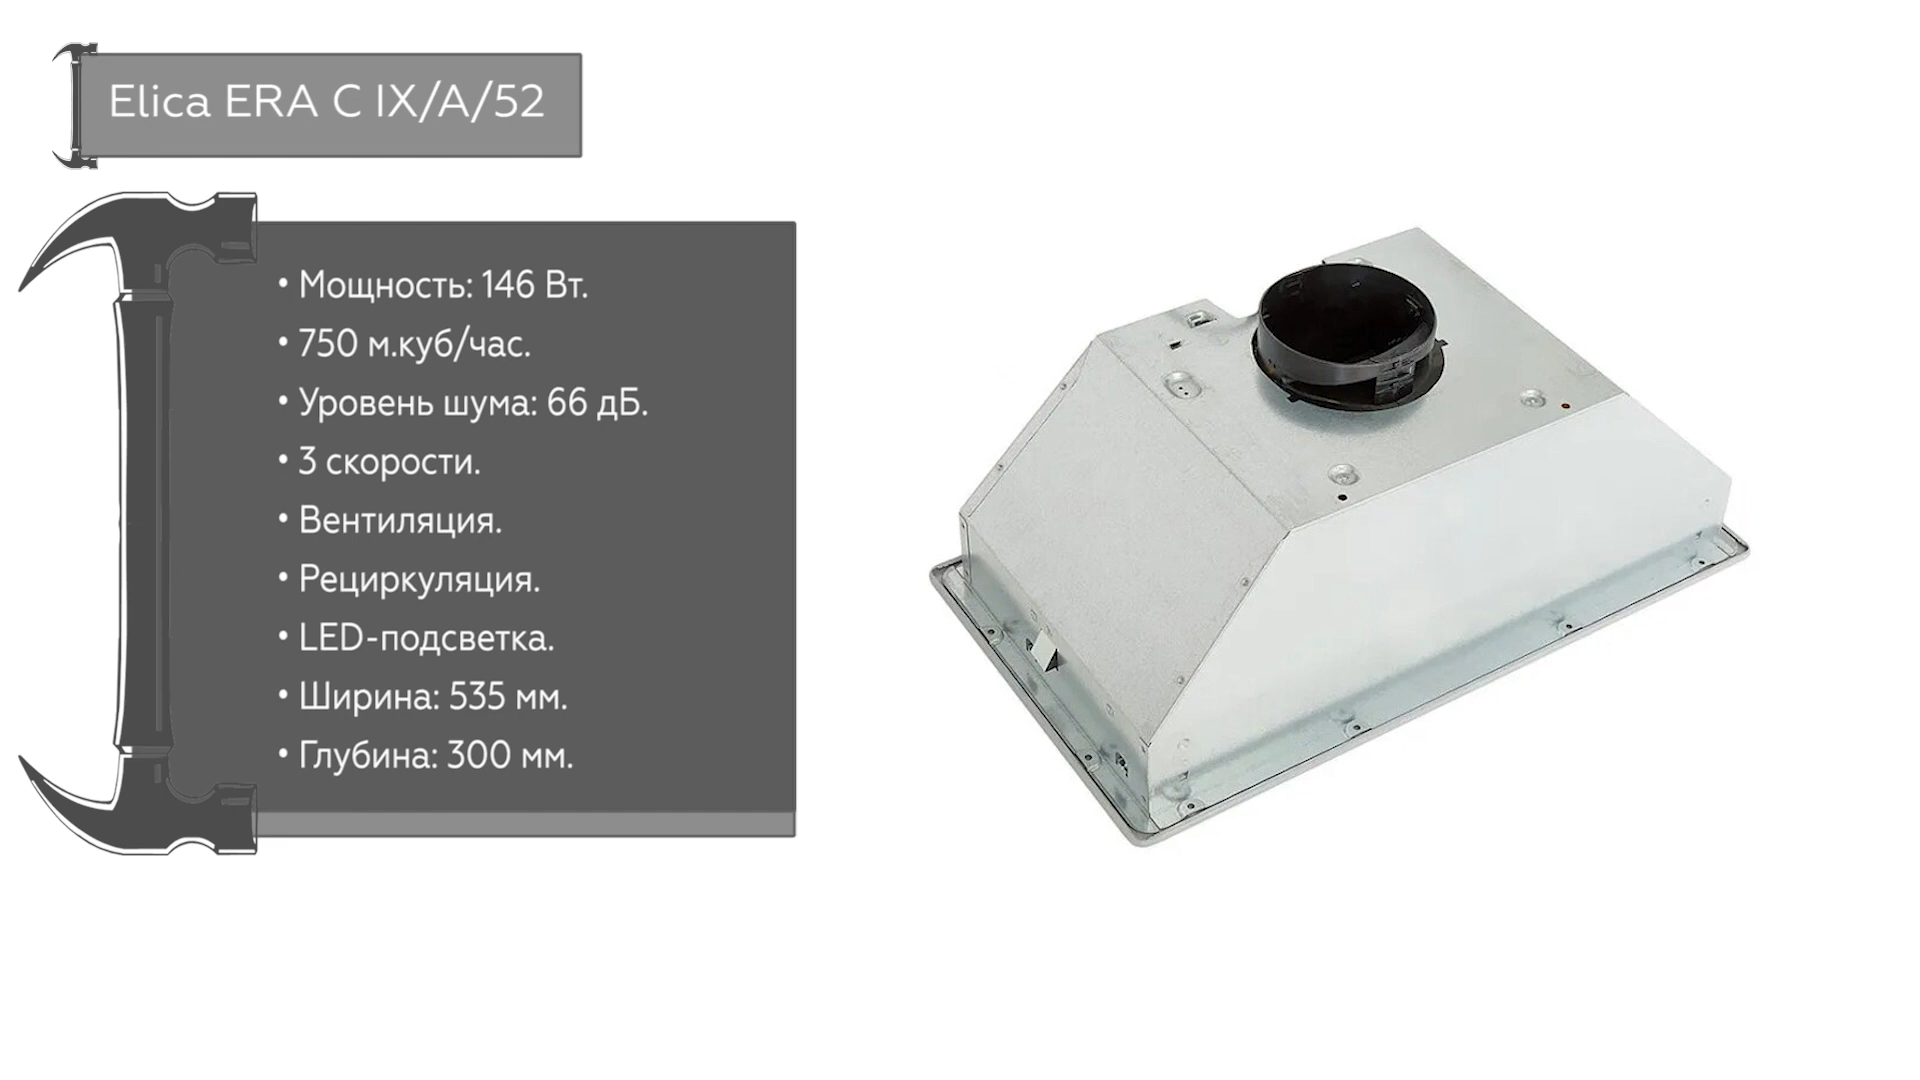 Elica ERA C IX/A/52
• Мощность: 146 Вт.
• 750 м.куб/час.
• Уровень шума: 66 дБ.
• 3 скорости.
• Вентиляция.
• Рециркуляция.
• LED-подсветка.
• Ширина: 535 мм.
• Глубина: 300 мм.